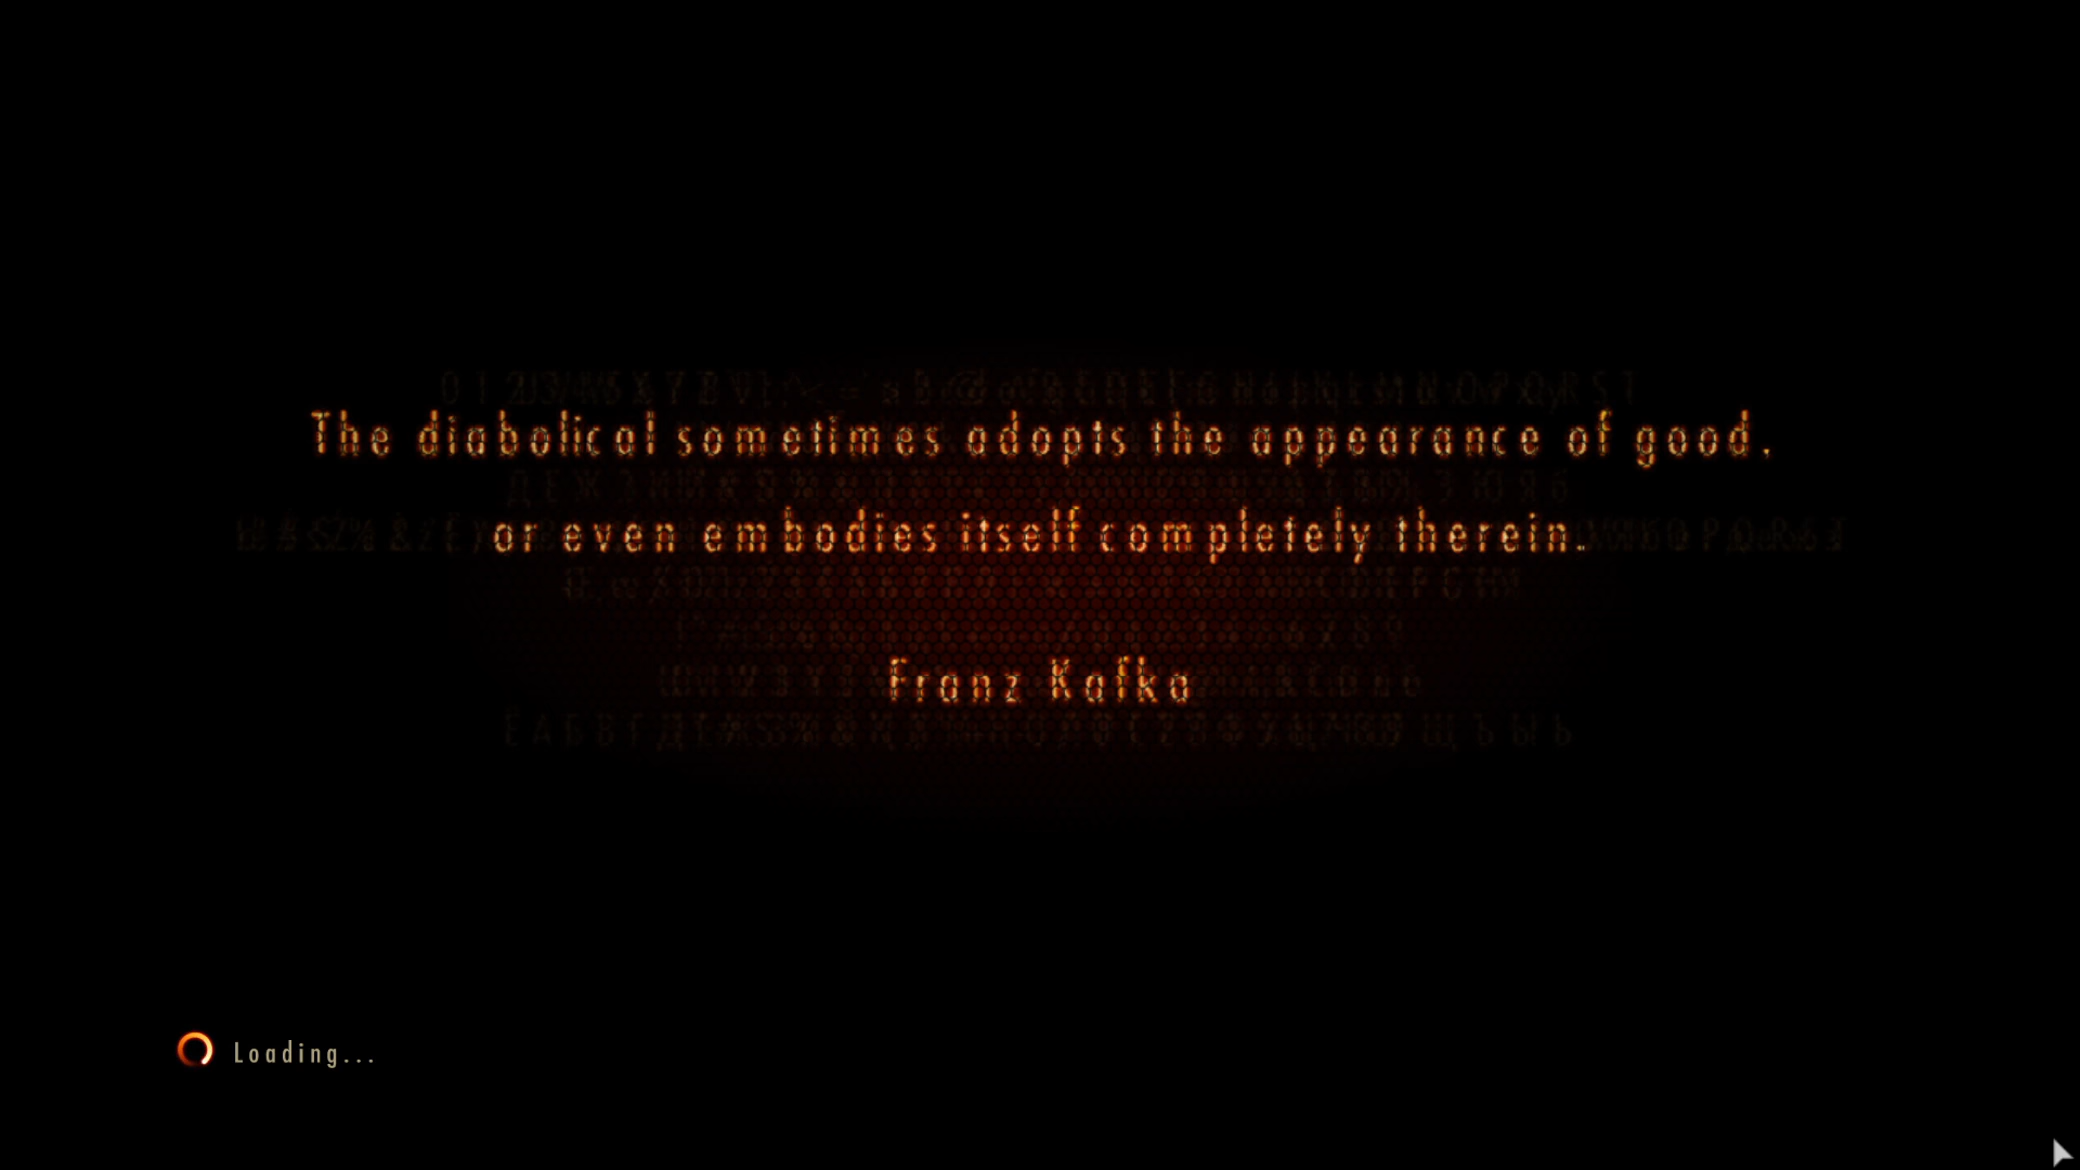 The diabolical sometimes adopts the appearance of good.
or even embodies itself completely therein.
Franz Kafka
Loading...